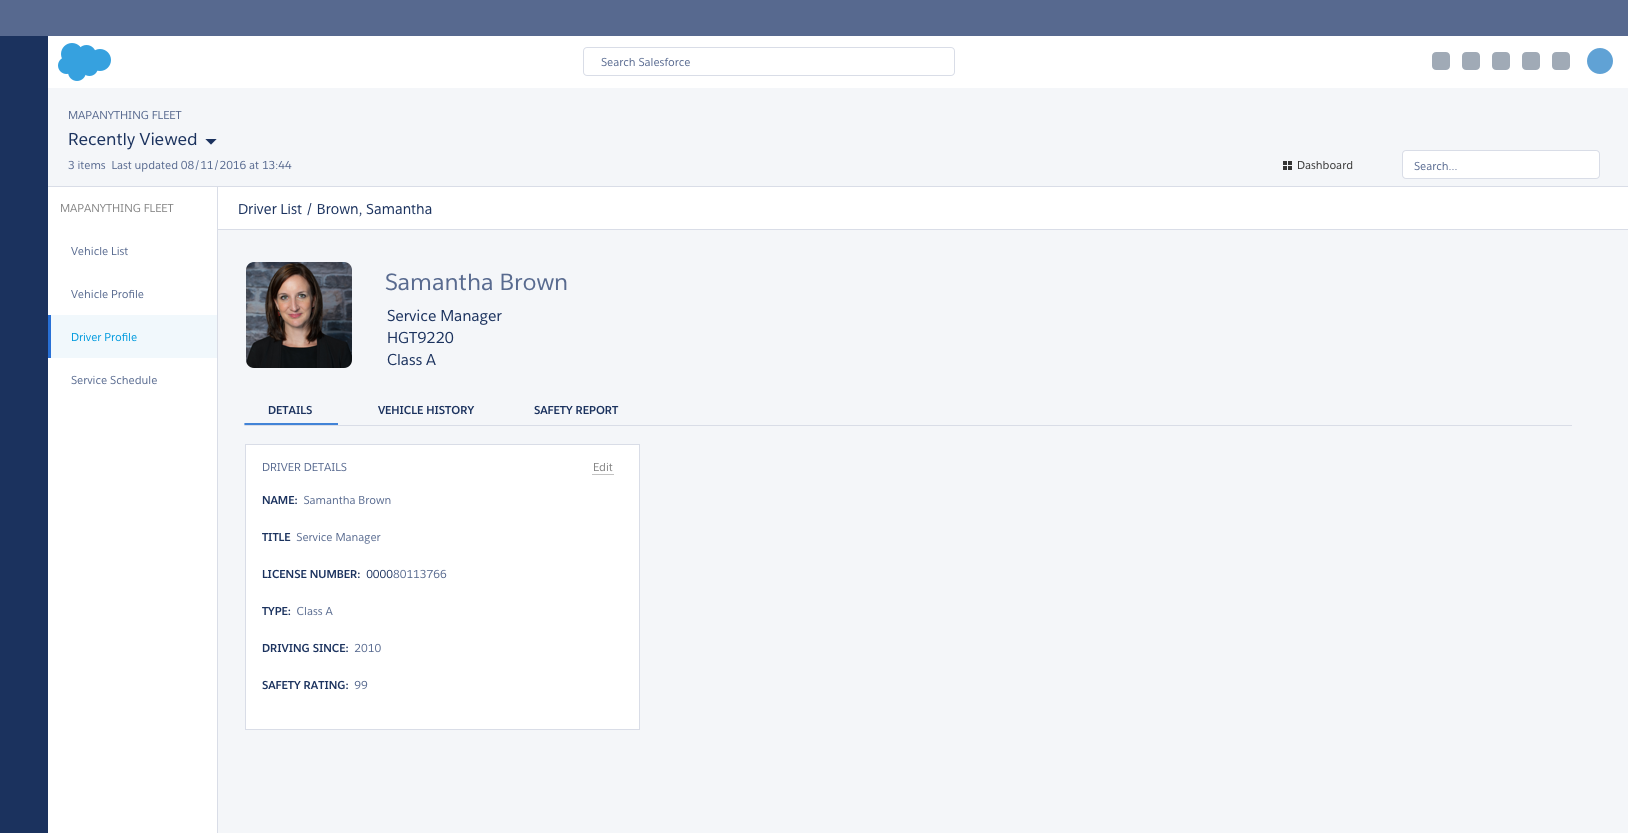 Search Salesforce
MAPANYTHING FLEET
Recently Viewed
3 items Last updated 08/11/2016 at 13:44
Dashboard
Search...
MAPANYTHING FLEET
Vehicle List
Vehicle Profile
Driver Profile
Service Schedule
Driver List / Brown, Samantha
Samantha Brown
Service Manager
HGT9220
Class A
DETAILS VEHICLE HISTORY SAFETY REPORT
DRIVER DETAILS Edit
NAME: Samantha Brown
TITLE Service Manager
LICENSE NUMBER: 000080113766
TYPE: Class A
DRIVING SINCE: 2010
SAFETY RATING: 99